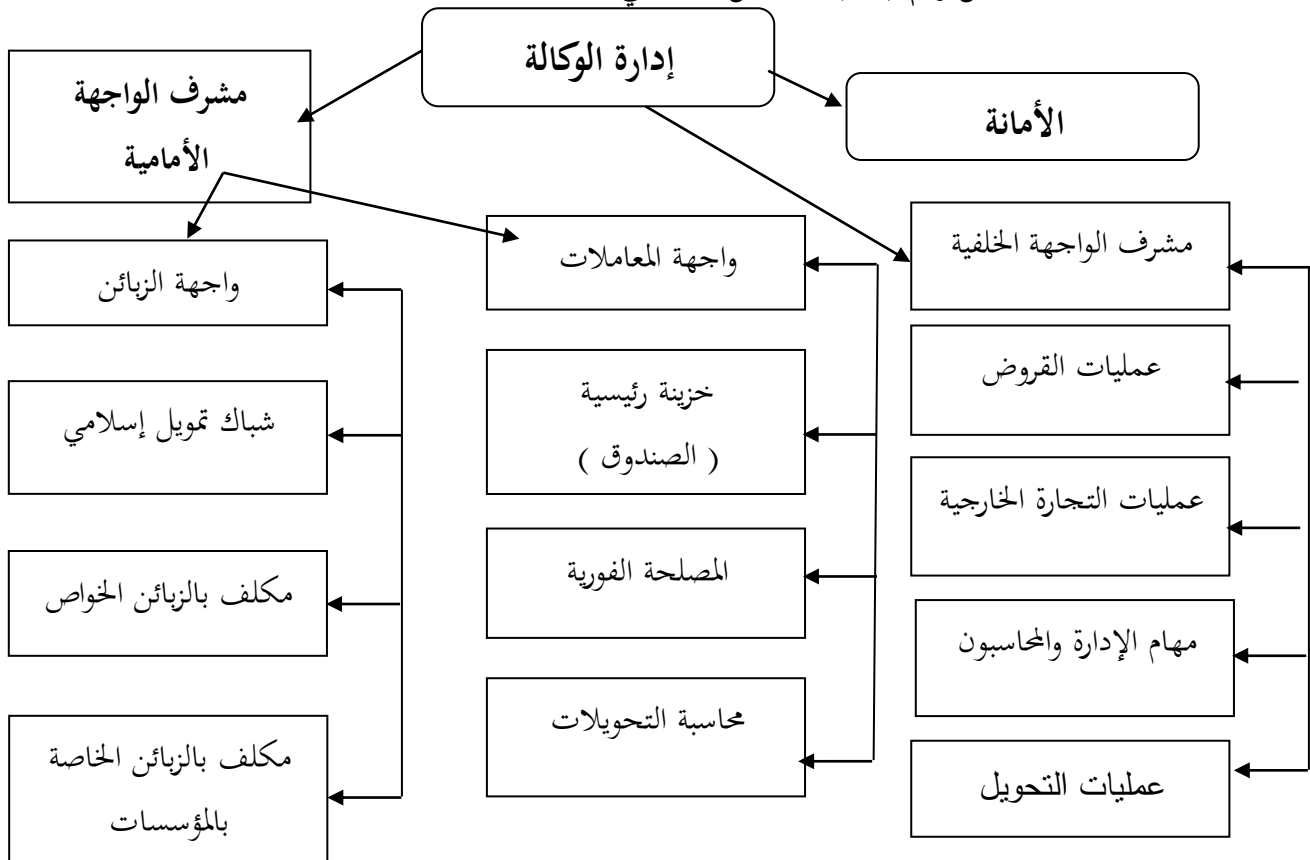 إدارة الوكالة
الأمانة
مشرف الواجهة
الأمامية
مشرف الواجهة الخلفية
واجهة المعاملات
واجهة الزبائن
عمليات القروض
خزينة رئيسية
( الصندوق )
شباك تمويل إسلامي
عمليات التجارة الخارجية
المصلحة الفورية
مكلف بالزبائن الخواص
مهام الإدارة والمحاسبون
محاسبة التحويلات
مكلف بالزبائن الخاصة
بالمؤسسات
عمليات التحويل